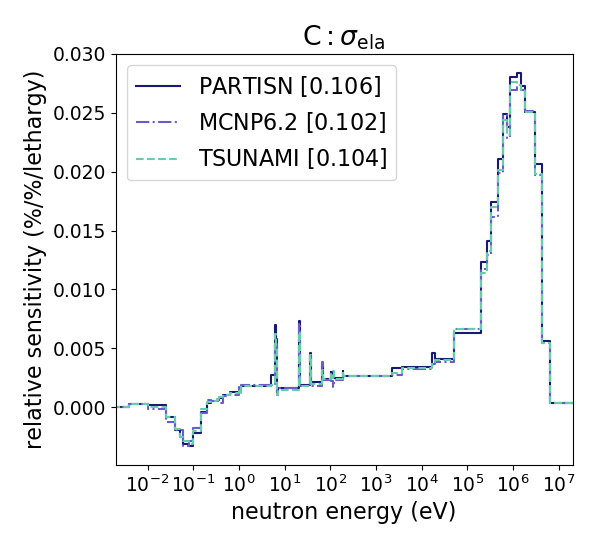 C : σ_ela
PARTISN [0.106]
MCNP6.2 [0.102]
TSUNAMI [0.104]
relative sensitivity (%/%/lethargy)
0.030
0.025
0.020
0.015
0.010
0.005
0.000
10⁻² 10⁻¹ 10⁰ 10¹ 10² 10³ 10⁴ 10⁵ 10⁶ 10⁷
neutron energy (eV)